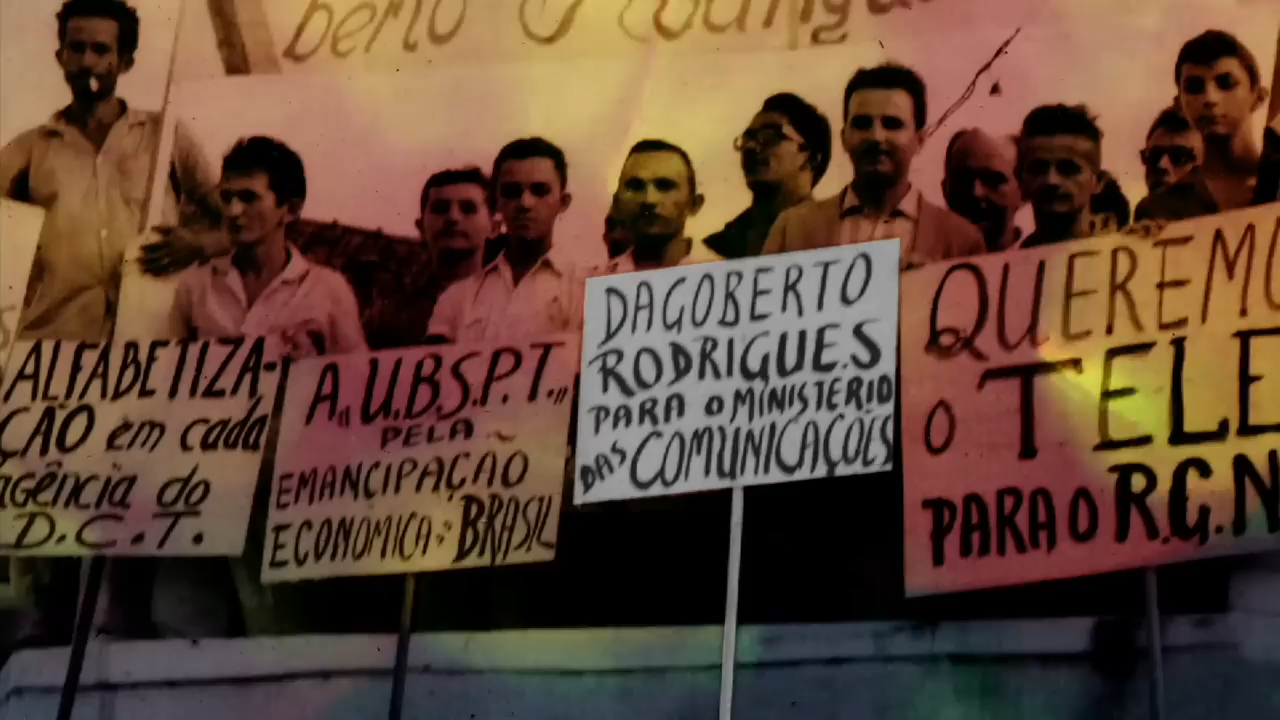 ALFABETIZA-
ÇÃO em cada
agência do
D.C.T.
A „U.B.S.P.T.„
PELA
EMANCIPAÇÃO
ECONOMICA DO BRASIL
DAGOBERTO
RODRIGUES
PARA O MINISTÉRIO
DAS COMUNICAÇÕES
QUEREMO
O TELE
PARA O R.G.N